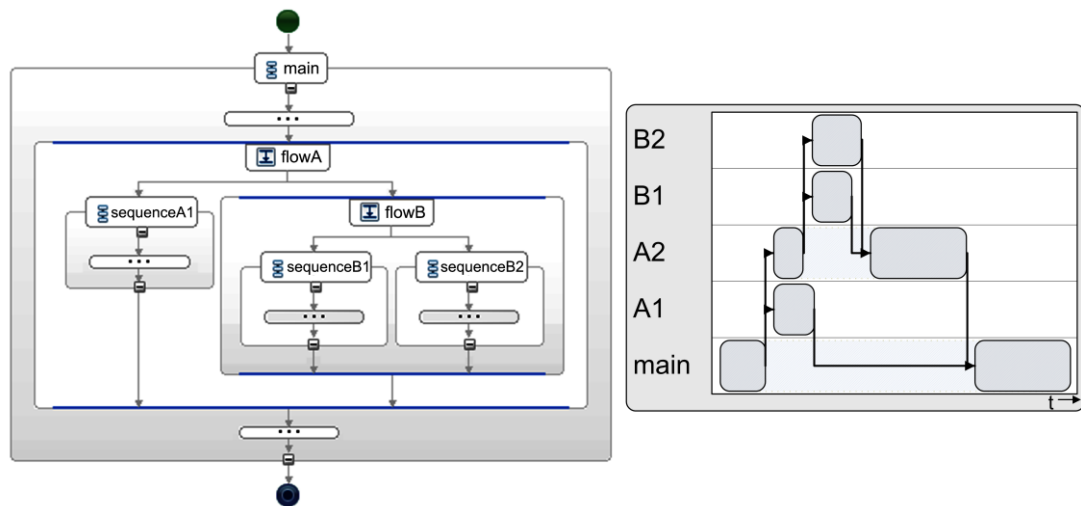 main
• • •
flowA
sequenceA1
• • •
flowB
sequenceB1
sequenceB2
• • •
• • •
• • •
B2
B1
A2
A1
main
t